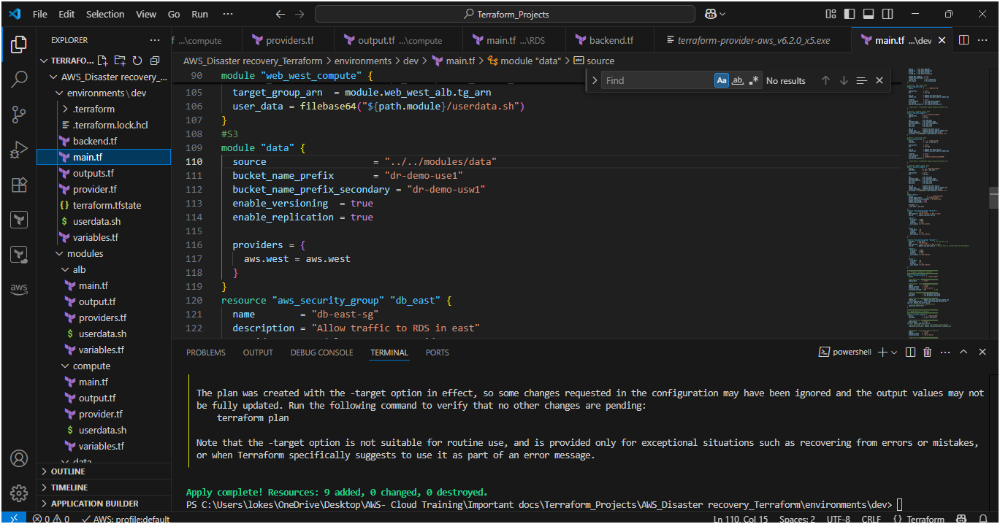 File Edit Selection View Go Run ··· Terraform_Projects
EXPLORER ···
TERRAFO...
AWS_Disaster recovery_...
environments \ dev
.terraform
.terraform.lock.hcl
backend.tf
main.tf
outputs.tf
provider.tf
{} terraform.tfstate
$ userdata.sh
variables.tf
modules
alb
main.tf
output.tf
providers.tf
$ userdata.sh
variables.tf
compute
main.tf
output.tf
provider.tf
$ userdata.sh
variables.tf
data
OUTLINE
TIMELINE
APPLICATION BUILDER
aws
f ...\compute providers.tf output.tf ...\compute main.tf ...\RDS backend.tf terraform-provider-aws_v6.2.0_x5.exe main.tf ...\dev
AWS_Disaster recovery_Terraform > environments > dev > main.tf > module "data" > abc source
Find Aa ab .* No results
90 module "web_west_compute" {
105 target_group_arn  = module.web_west_alb.tg_arn
106 user_data = filebase64("${path.module}/userdata.sh")
107 }
108 #S3
109 module "data" {
110 source                   = "../../modules/data"
111 bucket_name_prefix       = "dr-demo-use1"
112 bucket_name_prefix_secondary = "dr-demo-usw1"
113 enable_versioning  = true
114 enable_replication = true
115
116 providers = {
117 aws.west = aws.west
118 }
119 }
120 resource "aws_security_group" "db_east" {
121 name        = "db-east-sg"
122 description = "Allow traffic to RDS in east"
PROBLEMS OUTPUT DEBUG CONSOLE TERMINAL PORTS powershell
The plan was created with the -target option in effect, so some changes requested in the configuration may have been ignored and the output values may not
be fully updated. Run the following command to verify that no other changes are pending:
terraform plan
Note that the -target option is not suitable for routine use, and is provided only for exceptional situations such as recovering from errors or mistakes,
or when Terraform specifically suggests to use it as part of an error message.
Apply complete! Resources: 9 added, 0 changed, 0 destroyed.
PS C:\Users\lokes\OneDrive\Desktop\AWS- Cloud Training\Important docs\Terraform_Projects\AWS_Disaster recovery_Terraform\environments\dev>
0 0 AWS: profile:default Ln 110, Col 15 Spaces: 2 UTF-8 CRLF {} Terraform